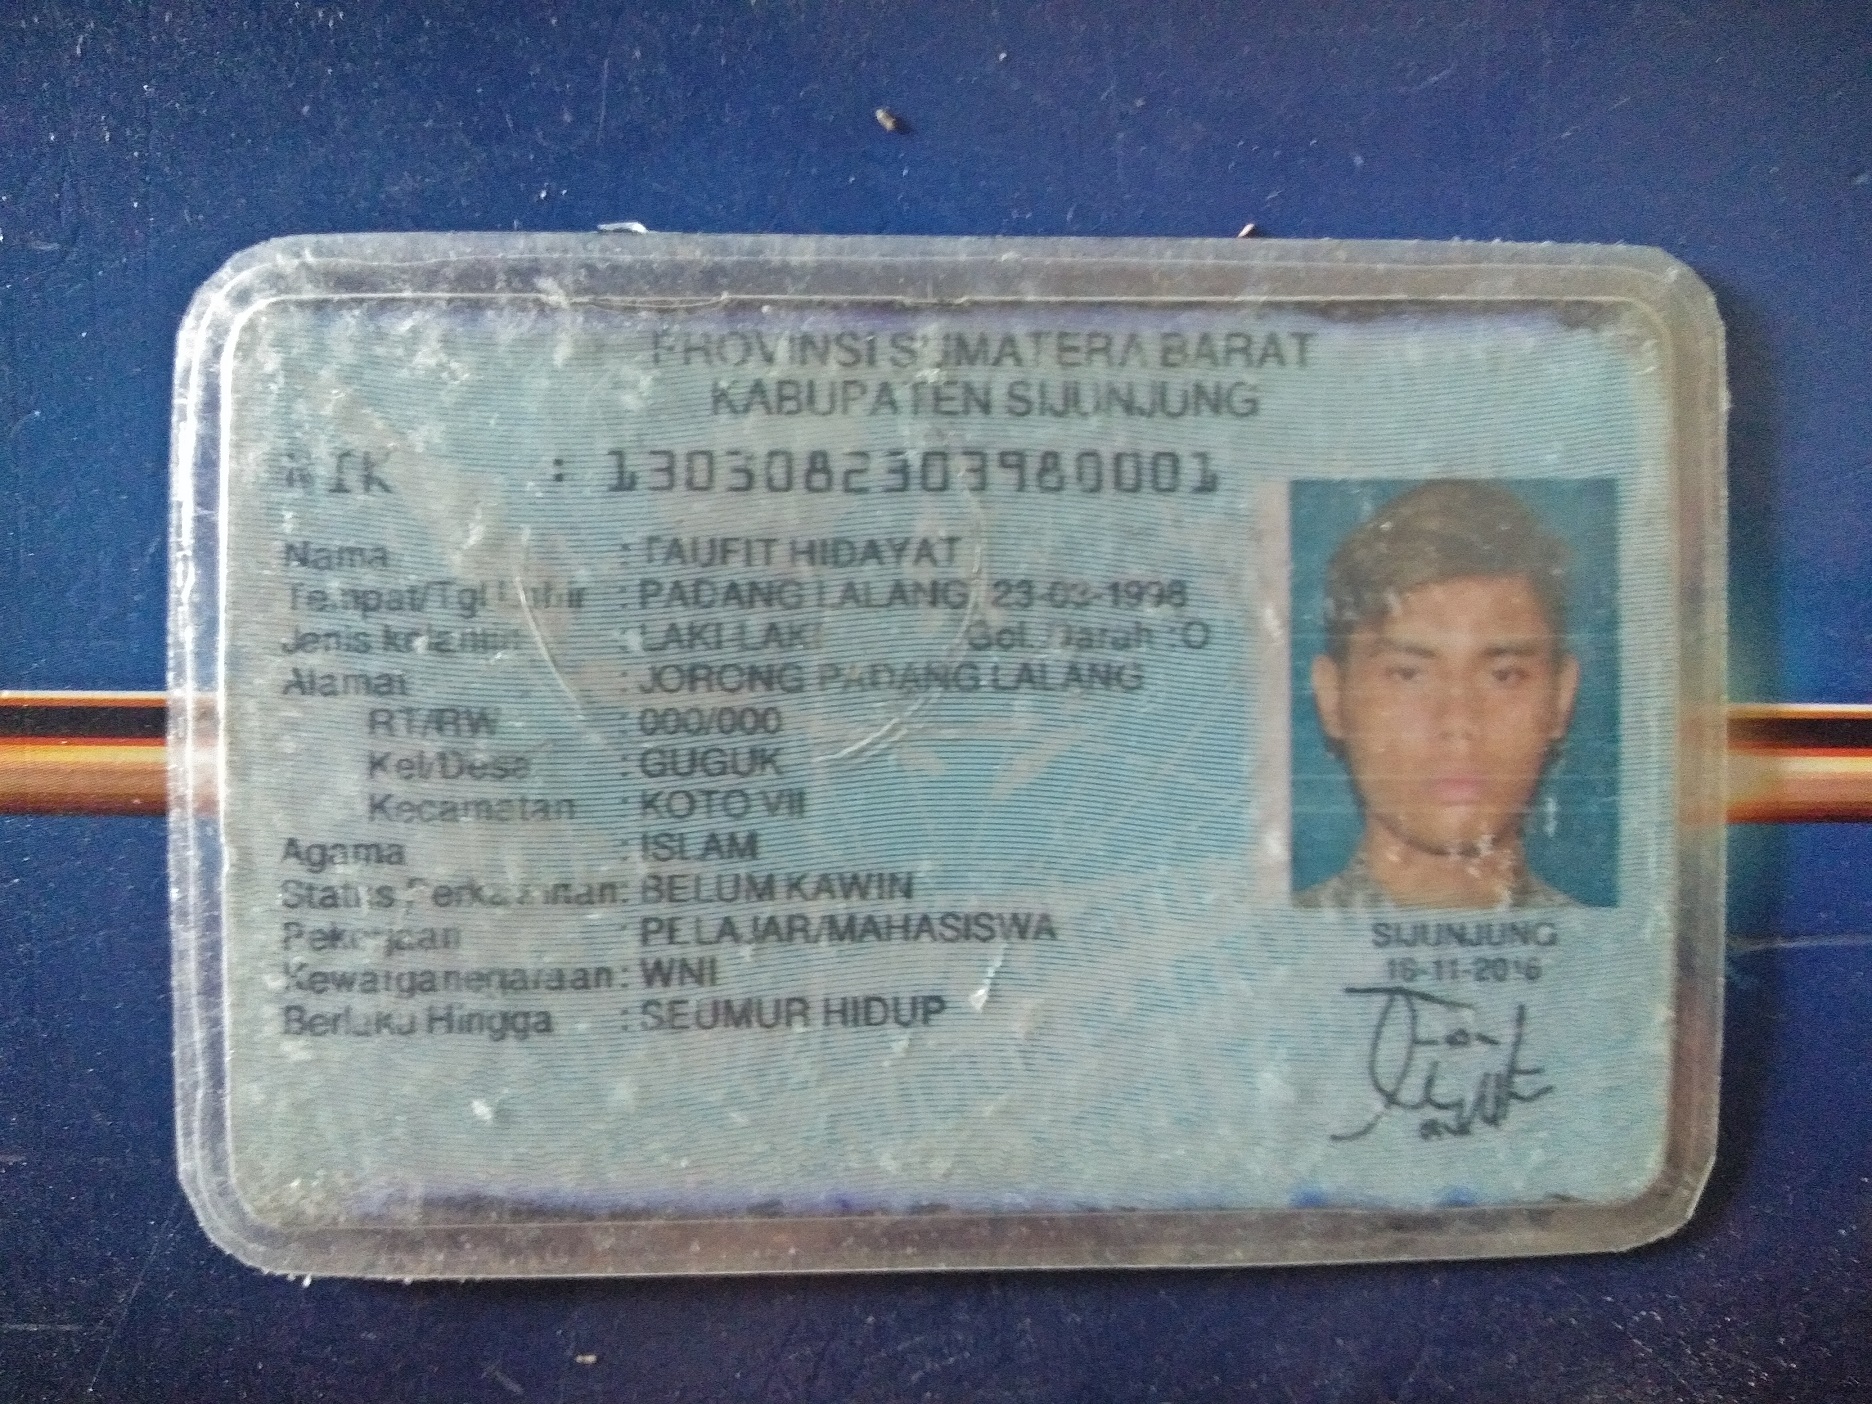 PROVINSI SUMATERA BARAT
KABUPATEN SIJUNJUNG
NIK : 1303082303980001
Nama : TAUFIT HIDAYAT
Tempat/Tgl Lahir : PADANG LALANG, 23-03-1998
Jenis kelamin : LAKI-LAKI Gol. Darah : O
Alamat : JORONG PADANG LALANG
RT/RW : 000/000
Kel/Desa : GUGUK
Kecamatan : KOTO VII
Agama : ISLAM
Status Perkawinan: BELUM KAWIN
Pekerjaan : PELAJAR/MAHASISWA
Kewarganegaraan: WNI
Berlaku Hingga : SEUMUR HIDUP
SIJUNJUNG
16-11-2016